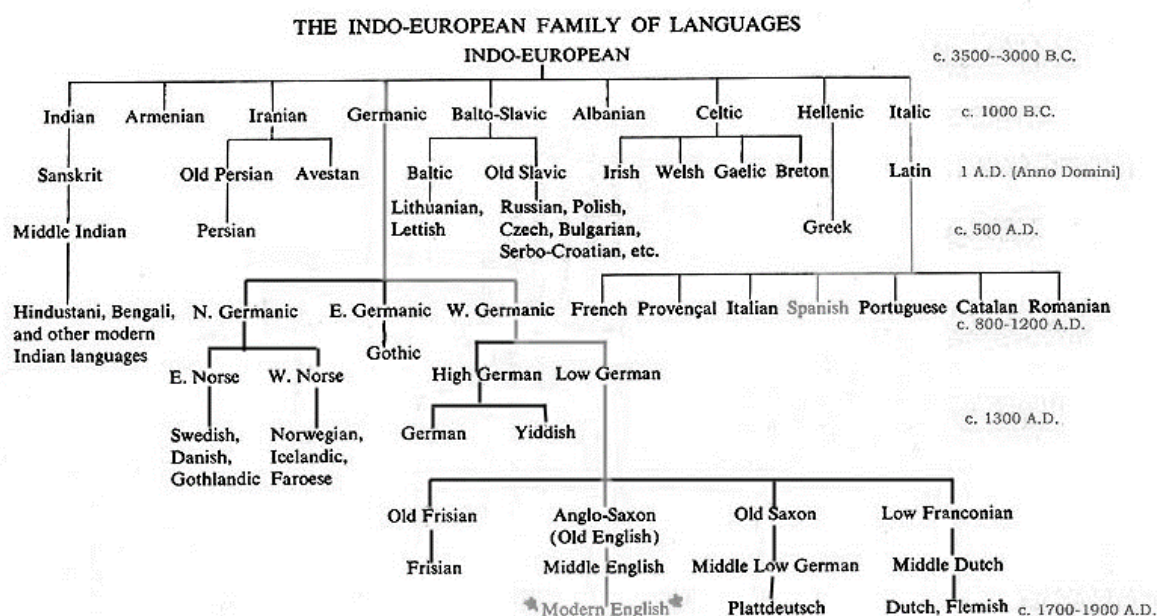 THE INDO-EUROPEAN FAMILY OF LANGUAGES
INDO-EUROPEAN c. 3500--3000 B.C.
Indian Armenian Iranian Germanic Balto-Slavic Albanian Celtic Hellenic Italic c. 1000 B.C.
Sanskrit Old Persian Avestan Baltic Old Slavic Irish Welsh Gaelic Breton Latin 1 A.D. (Anno Domini)
Lithuanian, Russian, Polish,
Middle Indian Persian Lettish Czech, Bulgarian, Greek c. 500 A.D.
Serbo-Croatian, etc.
Hindustani, Bengali, N. Germanic E. Germanic W. Germanic French Provençal Italian Spanish Portuguese Catalan Romanian
and other modern c. 800-1200 A.D.
Indian languages Gothic
E. Norse W. Norse High German Low German
c. 1300 A.D.
Swedish, Norwegian, German Yiddish
Danish, Icelandic,
Gothlandic Faroese
Old Frisian Anglo-Saxon Old Saxon Low Franconian
(Old English)
Frisian Middle English Middle Low German Middle Dutch
*Modern English* Plattdeutsch Dutch, Flemish c. 1700-1900 A.D.